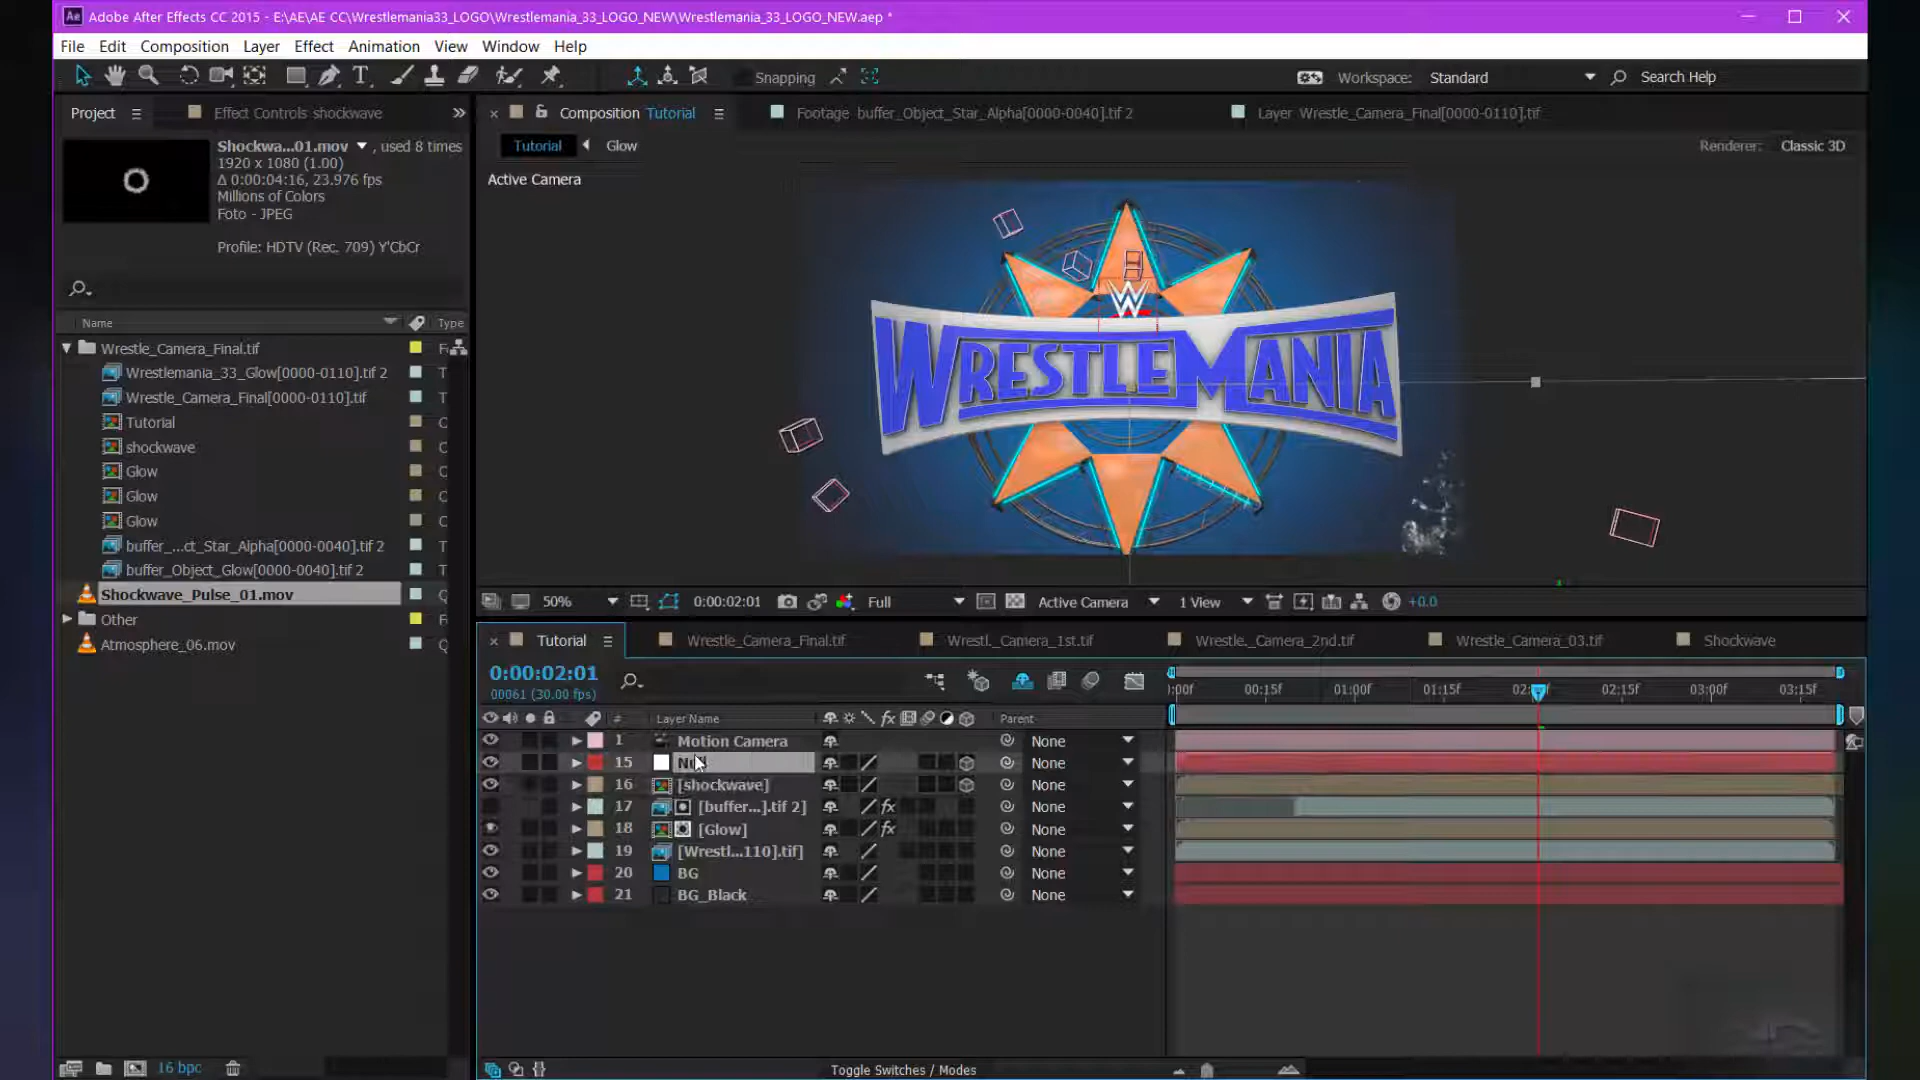 Adobe After Effects CC 2015 - E:\AE\AE CC\Wrestlemania33_LOGO\Wrestlemania_33_LOGO_NEW\Wrestlemania_33_LOGO_NEW.aep *
File Edit Composition Layer Effect Animation View Window Help
Snapping
Workspace: Standard
Search Help
Project
Effect Controls shockwave
Composition Tutorial
Footage buffer_Object_Star_Alpha[0000-0040].tif 2
Layer Wrestle_Camera_Final[0000-0110].tif
Shockwa...01.mov , used 8 times
1920 x 1080 (1.00)
Δ 0:00:04:16, 23.976 fps
Millions of Colors
Foto - JPEG
Profile: HDTV (Rec. 709) Y'CbCr
Tutorial Glow
Renderer: Classic 3D
Active Camera
W
WRESTLEMANIA
Name Type
Wrestle_Camera_Final.tif F
Wrestlemania_33_Glow[0000-0110].tif 2 T
Wrestle_Camera_Final[0000-0110].tif T
Tutorial C
shockwave C
Glow C
Glow C
Glow C
buffer_...ct_Star_Alpha[0000-0040].tif 2 T
buffer_Object_Glow[0000-0040].tif 2 T
Shockwave_Pulse_01.mov Q
Other F
Atmosphere_06.mov Q
16 bpc
50% 0:00:02:01 Full Active Camera 1 View +0.0
Tutorial
Wrestle_Camera_Final.tif
Wrestl._Camera_1st.tif
Wrestle._Camera_2nd.tif
Wrestle_Camera_03.tif
Shockwave
0:00:02:01
00061 (30.00 fps)
:00f 00:15f 01:00f 01:15f 02: 02:15f 03:00f 03:15f
# Layer Name fx Parent
1 Motion Camera None
15 None
16 [shockwave] None
17 [buffer...].tif 2] fx None
18 [Glow] fx None
19 [Wrestl...110].tif] None
20 BG None
21 BG_Black None
Toggle Switches / Modes